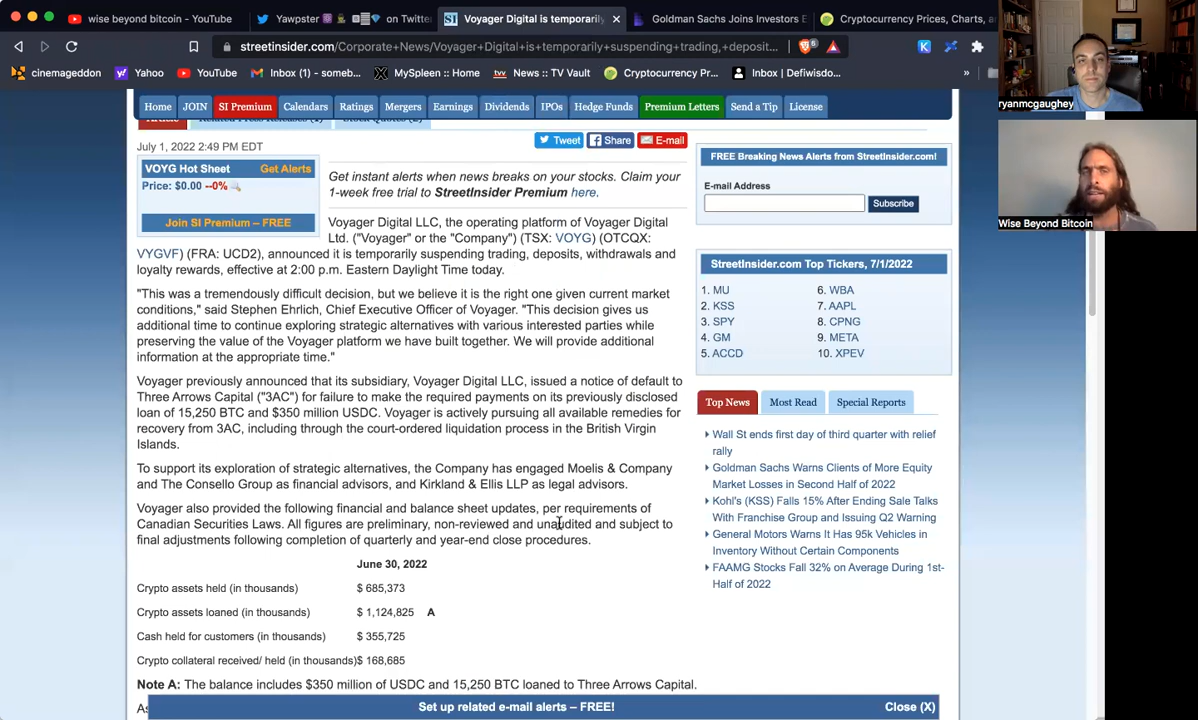 wise beyond bitcoin - YouTube
Yawpster on Twitte
Voyager Digital is temporarily
Goldman Sachs Joins Investors E
Cryptocurrency Prices, Charts, an
streetinsider.com/Corporate+News/Voyager+Digital+is+temporarily+suspending+trading,+deposit...
cinemageddon
Yahoo
YouTube
Inbox (1) - someb...
MySpleen :: Home
News :: TV Vault
Cryptocurrency Pr...
Inbox | Defiwisdo...
Home
JOIN
SI Premium
Calendars
Ratings
Mergers
Earnings
Dividends
IPOs
Hedge Funds
Premium Letters
Send a Tip
License
July 1, 2022 2:49 PM EDT
Tweet
Share
E-mail
VOYG Hot Sheet
Get Alerts
Price: $0.00 --0%
Join SI Premium – FREE
Get instant alerts when news breaks on your stocks. Claim your
1-week free trial to StreetInsider Premium here.
Voyager Digital LLC, the operating platform of Voyager Digital
Ltd. ("Voyager" or the "Company") (TSX: VOYG) (OTCQX:
VYGVF) (FRA: UCD2), announced it is temporarily suspending trading, deposits, withdrawals and
loyalty rewards, effective at 2:00 p.m. Eastern Daylight Time today.
"This was a tremendously difficult decision, but we believe it is the right one given current market
conditions," said Stephen Ehrlich, Chief Executive Officer of Voyager. "This decision gives us
additional time to continue exploring strategic alternatives with various interested parties while
preserving the value of the Voyager platform we have built together. We will provide additional
information at the appropriate time."
Voyager previously announced that its subsidiary, Voyager Digital LLC, issued a notice of default to
Three Arrows Capital ("3AC") for failure to make the required payments on its previously disclosed
loan of 15,250 BTC and $350 million USDC. Voyager is actively pursuing all available remedies for
recovery from 3AC, including through the court-ordered liquidation process in the British Virgin
Islands.
To support its exploration of strategic alternatives, the Company has engaged Moelis & Company
and The Consello Group as financial advisors, and Kirkland & Ellis LLP as legal advisors.
Voyager also provided the following financial and balance sheet updates, per requirements of
Canadian Securities Laws. All figures are preliminary, non-reviewed and unaudited and subject to
final adjustments following completion of quarterly and year-end close procedures.
June 30, 2022
Crypto assets held (in thousands) $ 685,373
Crypto assets loaned (in thousands) $ 1,124,825 A
Cash held for customers (in thousands) $ 355,725
Crypto collateral received/ held (in thousands)$ 168,685
Note A: The balance includes $350 million of USDC and 15,250 BTC loaned to Three Arrows Capital.
Set up related e-mail alerts – FREE!
Close (X)
FREE Breaking News Alerts from StreetInsider.com!
E-mail Address
Subscribe
StreetInsider.com Top Tickers, 7/1/2022
1. MU 6. WBA
2. KSS 7. AAPL
3. SPY 8. CPNG
4. GM 9. META
5. ACCD 10. XPEV
Top News
Most Read
Special Reports
Wall St ends first day of third quarter with relief
rally
Goldman Sachs Warns Clients of More Equity
Market Losses in Second Half of 2022
Kohl's (KSS) Falls 15% After Ending Sale Talks
With Franchise Group and Issuing Q2 Warning
General Motors Warns It Has 95k Vehicles in
Inventory Without Certain Components
FAAMG Stocks Fall 32% on Average During 1st-
Half of 2022
ryanmcgaughey
Wise Beyond Bitcoin